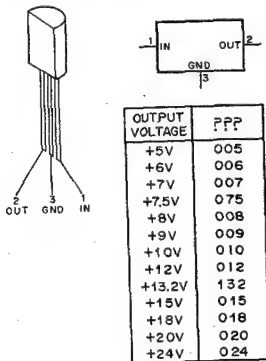 1 IN OUT 2
GND
3
2 3 1
OUT GND IN
OUTPUT VOLTAGE ???
+5V 005
+6V 006
+7V 007
+7.5V 075
+8V 008
+9V 009
+10V 010
+12V 012
+13.2V 132
+15V 015
+18V 018
+20V 020
+24V 024